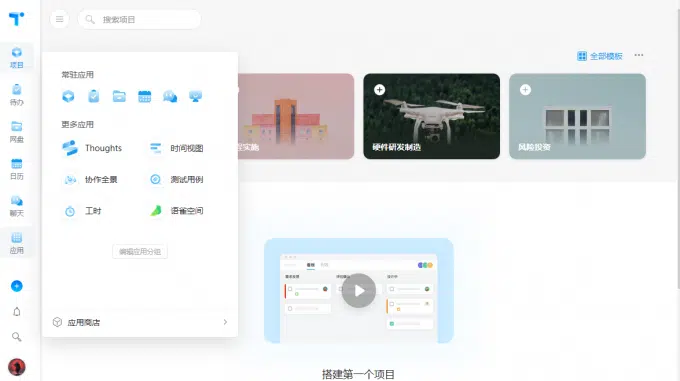 搜索项目
项目
待办
网盘
日历
聊天
应用
常驻应用
更多应用
Thoughts
时间视图
协作全景
测试用例
工时
语雀空间
编辑应用分组
应用商店
全部模板
程实施
硬件研发制造
风险投资
搭建第一个项目